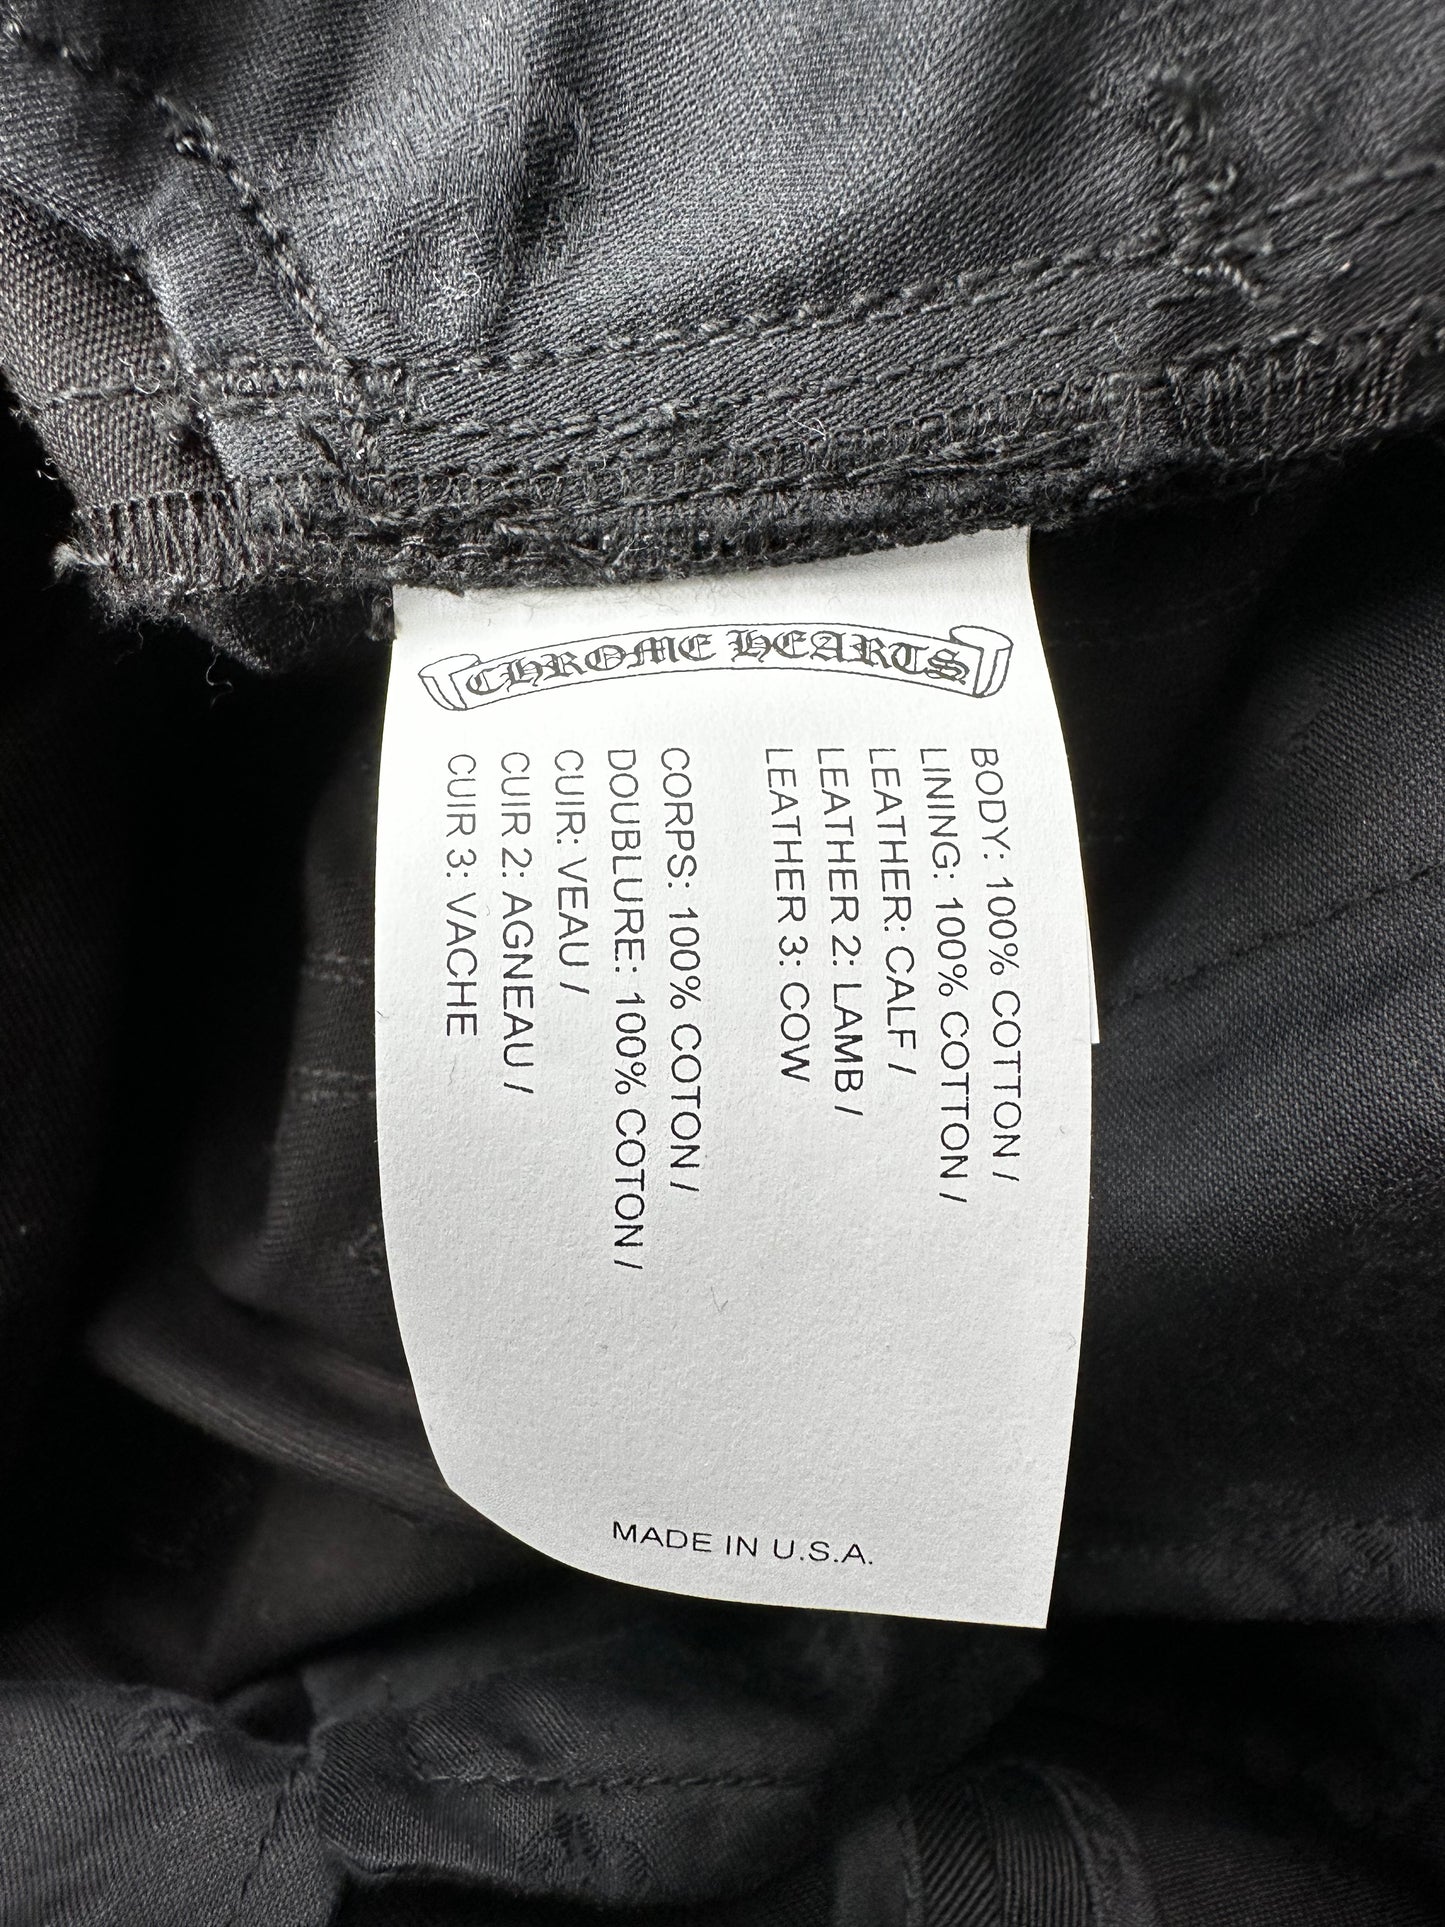 CHROME HEARTS
BODY: 100% COTTON /
LINING: 100% COTTON /
LEATHER: CALF /
LEATHER 2: LAMB /
LEATHER 3: COW
CORPS: 100% COTON /
DOUBLURE: 100% COTON /
CUIR: VEAU /
CUIR 2: AGNEAU /
CUIR 3: VACHE
MADE IN U.S.A.